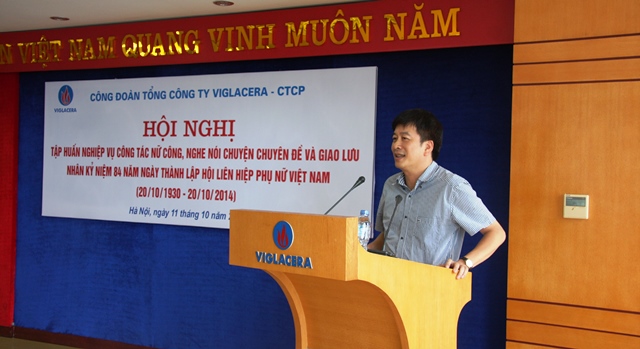 N VIỆT NAM QUANG VINH MUÔN NĂM
VIGLACERA
CÔNG ĐOÀN TỔNG CÔNG TY VIGLACERA - CTCP
HỘI NGHỊ
TẬP HUẤN NGHIỆP VỤ CÔNG TÁC NỮ CÔNG, NGHE NÓI CHUYỆN CHUYÊN ĐỀ VÀ GIAO LƯU
NHÂN KỶ NIỆM 84 NĂM NGÀY THÀNH LẬP HỘI LIÊN HIỆP PHỤ NỮ VIỆT NAM
(20/10/1930 - 20/10/2014)
Hà Nội, ngày 11 tháng 10 năm 2
VIGLACERA